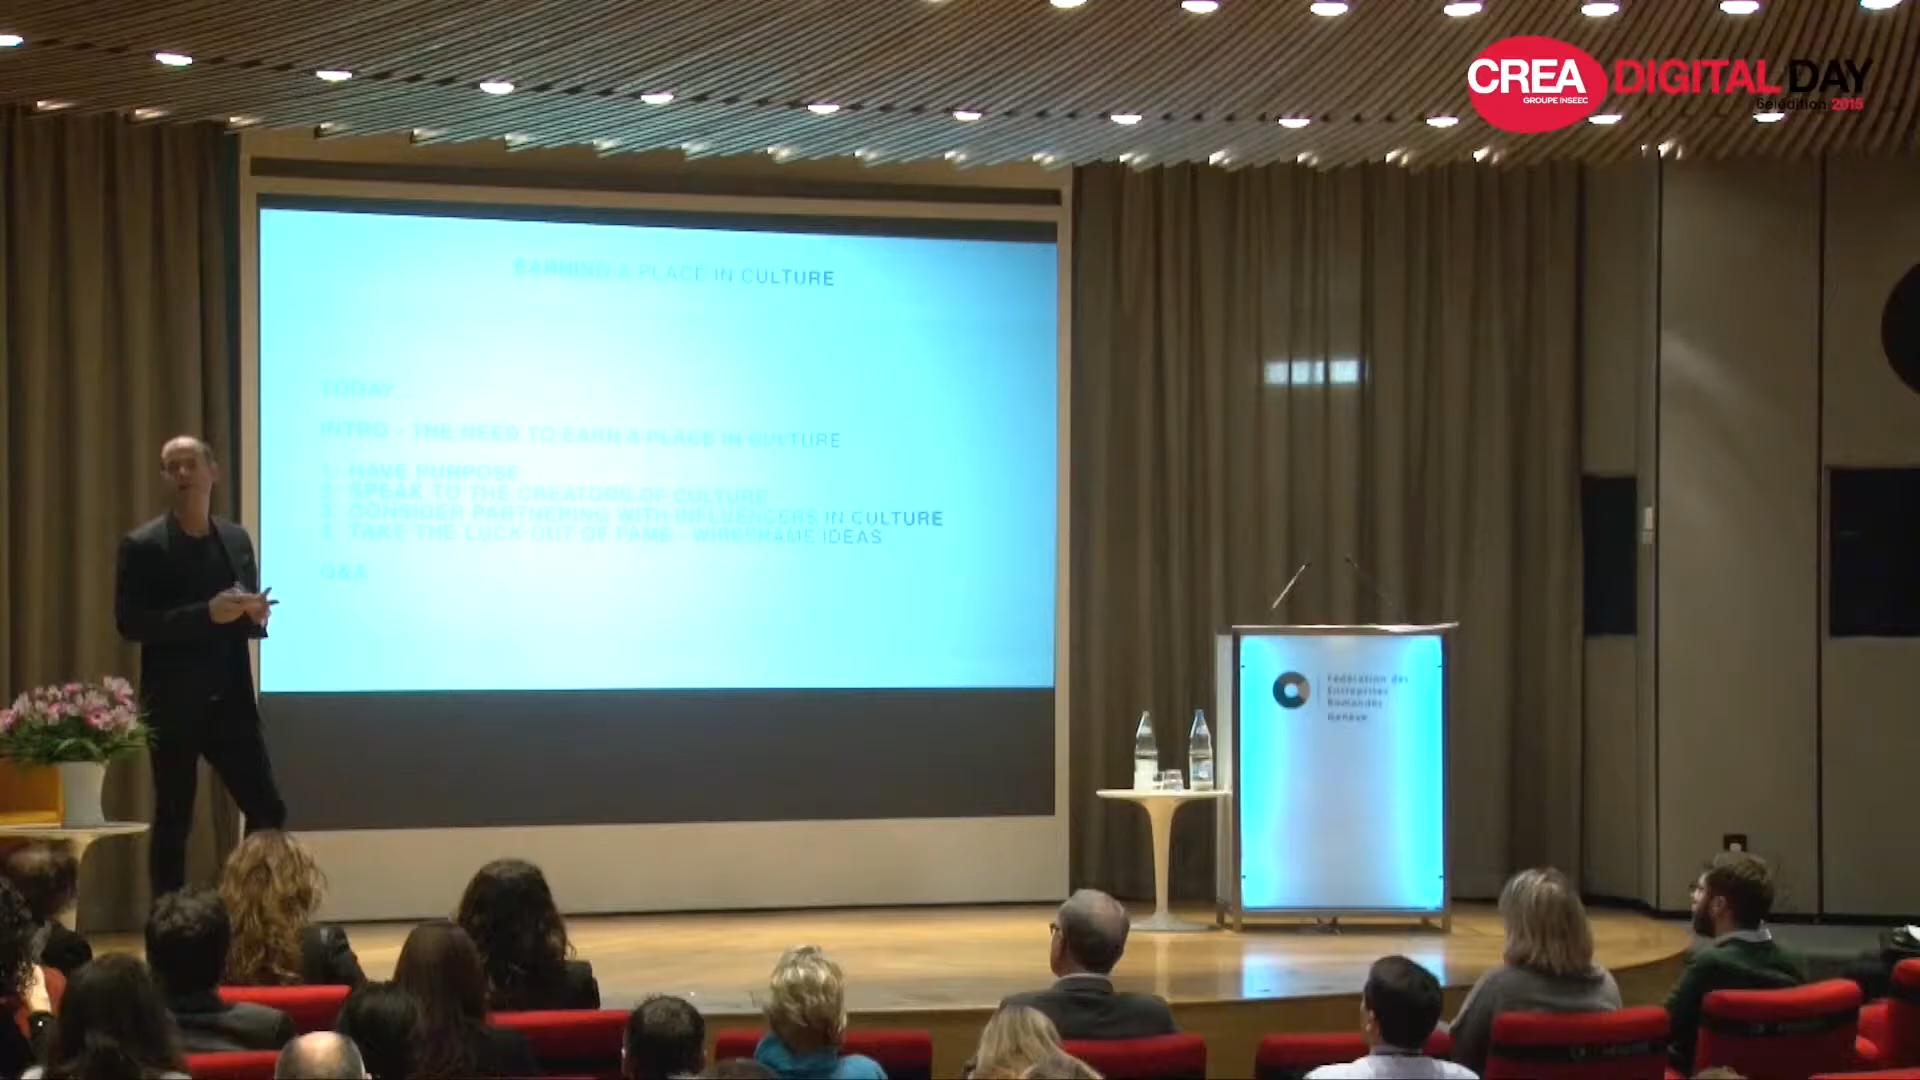 CREA DIGITAL DAY
GROUPE INSEEC
6e édition 2015
EARNING A PLACE IN CULTURE
TODAY...
INTRO - THE NEED TO EARN A PLACE IN CULTURE
1. HAVE PURPOSE
2. SPEAK TO THE CREATORS OF CULTURE
3. CONSIDER PARTNERING WITH INFLUENCERS IN CULTURE
4. TAKE THE LUCK OUT OF FAME - WIREFRAME IDEAS
Q&A
Fédération des
Entreprises
Romandes
Genève